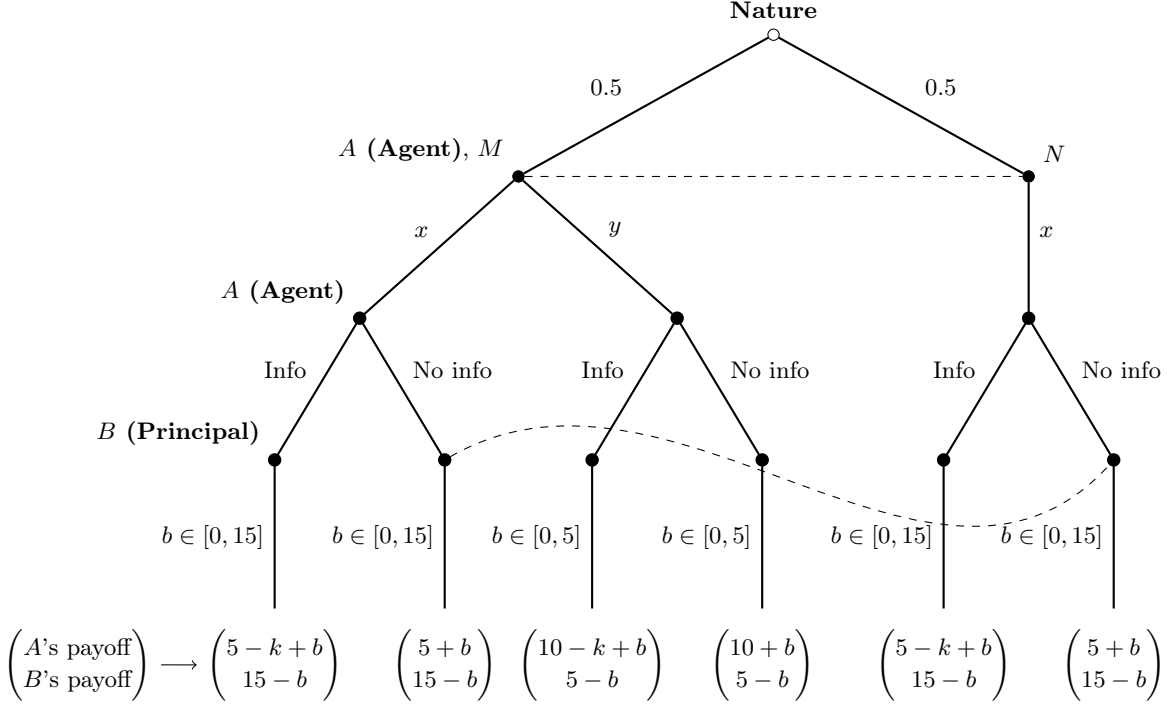 Nature
0.5 0.5
A (Agent), M N
x y x
A (Agent)
Info No info Info No info Info No info
B (Principal)
b ∈ [0, 15] b ∈ [0, 15] b ∈ [0, 5] b ∈ [0, 5] b ∈ [0, 15] b ∈ [0, 15]
(A's payoff) ⟶ (5 − k + b) (5 + b) (10 − k + b) (10 + b) (5 − k + b) (5 + b)
(B's payoff) (15 − b) (15 − b) (5 − b) (5 − b) (15 − b) (15 − b)